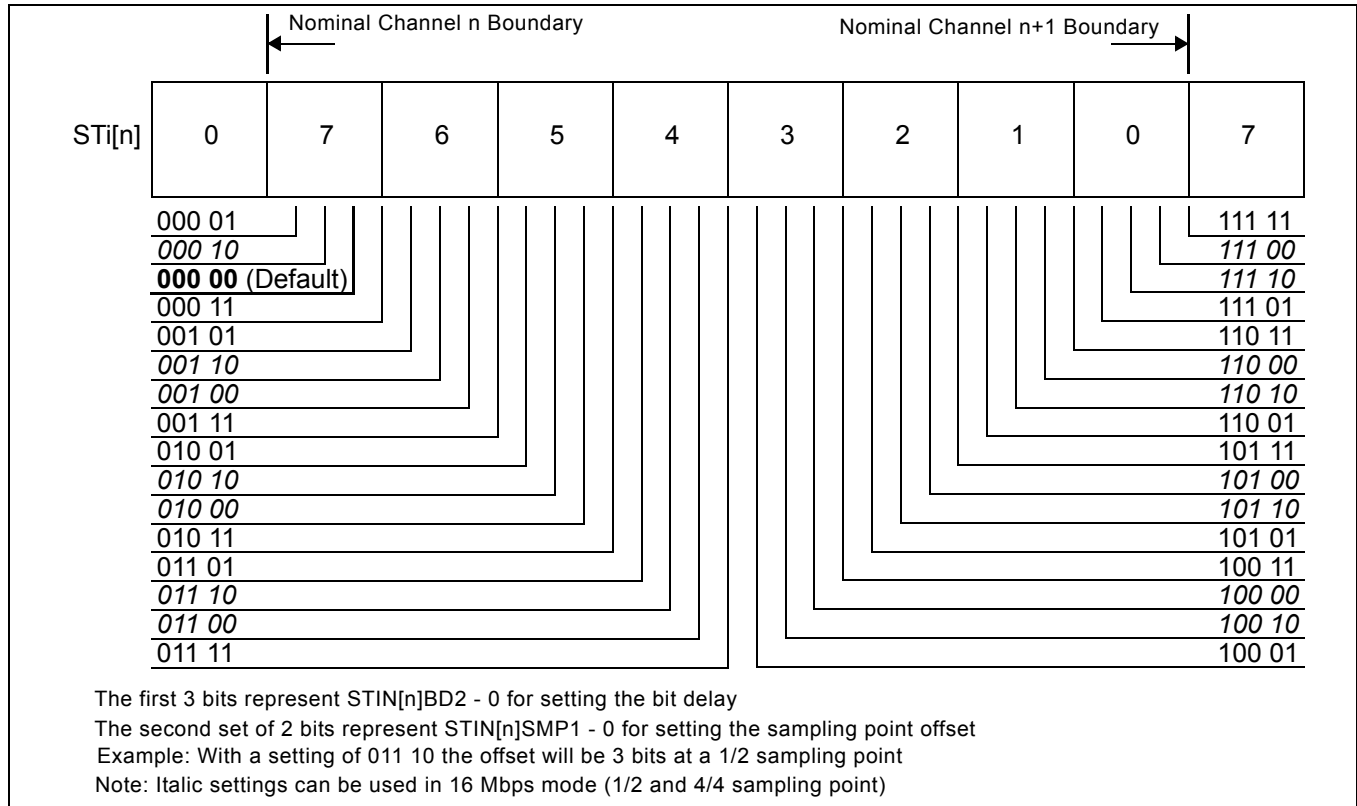 Nominal Channel n Boundary Nominal Channel n+1 Boundary
STi[n] 0 7 6 5 4 3 2 1 0 7
000 01 111 11
000 10 111 00
000 00 (Default) 111 10
000 11 111 01
001 01 110 11
001 10 110 00
001 00 110 10
001 11 110 01
010 01 101 11
010 10 101 00
010 00 101 10
010 11 101 01
011 01 100 11
011 10 100 00
011 00 100 10
011 11 100 01
The first 3 bits represent STIN[n]BD2 - 0 for setting the bit delay
The second set of 2 bits represent STIN[n]SMP1 - 0 for setting the sampling point offset
Example: With a setting of 011 10 the offset will be 3 bits at a 1/2 sampling point
Note: Italic settings can be used in 16 Mbps mode (1/2 and 4/4 sampling point)